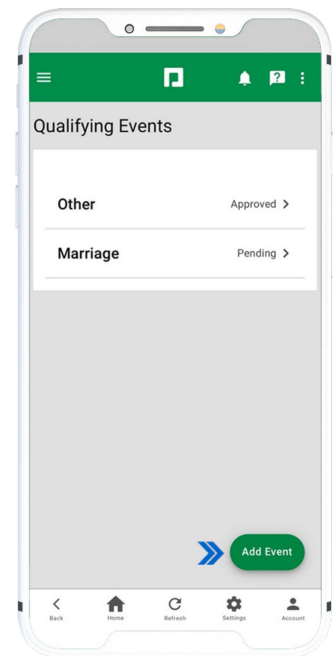 ?
Qualifying Events
Other Approved
Marriage Pending
Add Event
Back Home Refresh Settings Account